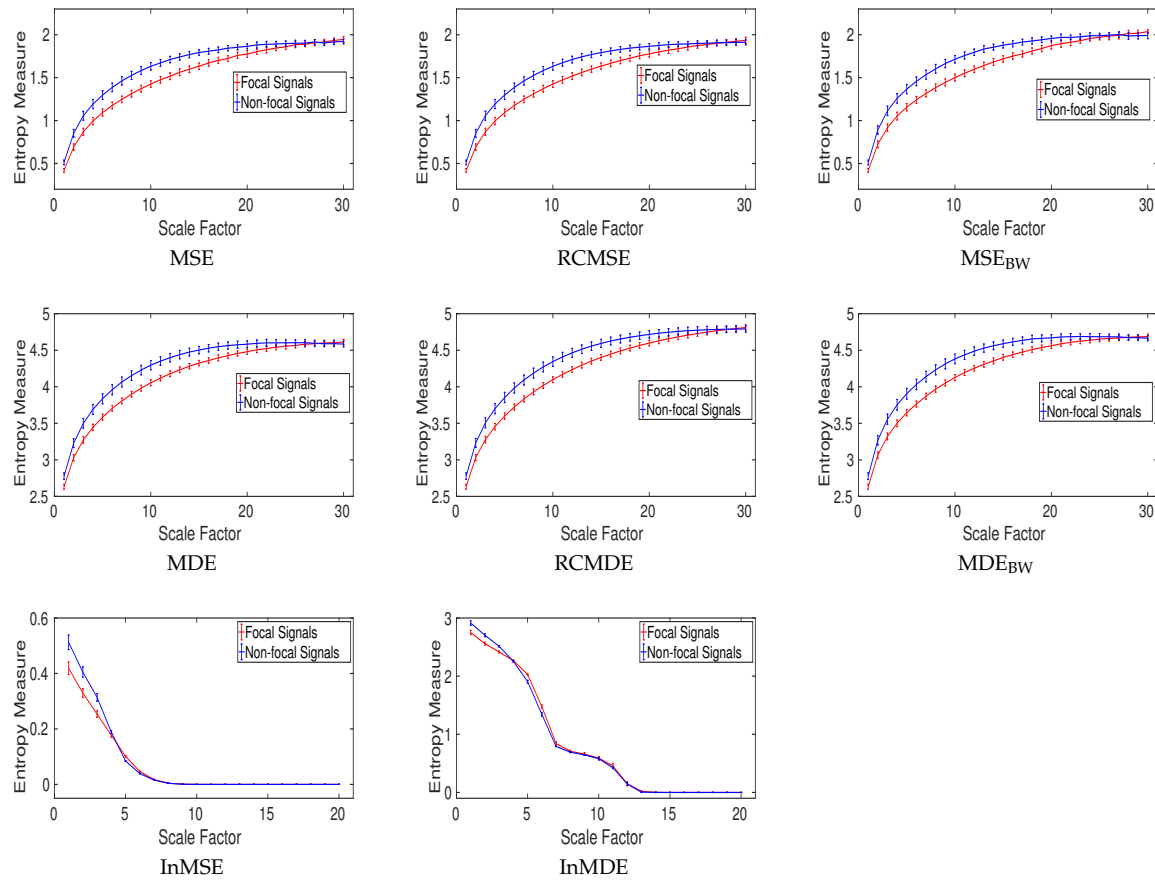 Entropy Measure
2
1.5
1
0.5
Focal Signals
Non-focal Signals
0 10 20 30
Scale Factor
MSE
Entropy Measure
2
1.5
1
0.5
Focal Signals
Non-focal Signals
0 10 20 30
Scale Factor
RCMSE
Entropy Measure
2
1.5
1
0.5
Focal Signals
Non-focal Signals
0 10 20 30
Scale Factor
MSE_BW
Entropy Measure
5
4.5
4
3.5
3
2.5
Focal Signals
Non-focal Signals
0 10 20 30
Scale Factor
MDE
Entropy Measure
5
4.5
4
3.5
3
2.5
Focal Signals
Non-focal Signals
0 10 20 30
Scale Factor
RCMDE
Entropy Measure
5
4.5
4
3.5
3
2.5
Focal Signals
Non-focal Signals
0 10 20 30
Scale Factor
MDE_BW
Entropy Measure
0.6
0.4
0.2
0
Focal Signals
Non-focal Signals
0 5 10 15 20
Scale Factor
InMSE
Entropy Measure
3
2
1
0
Focal Signals
Non-focal Signals
0 5 10 15 20
Scale Factor
InMDE